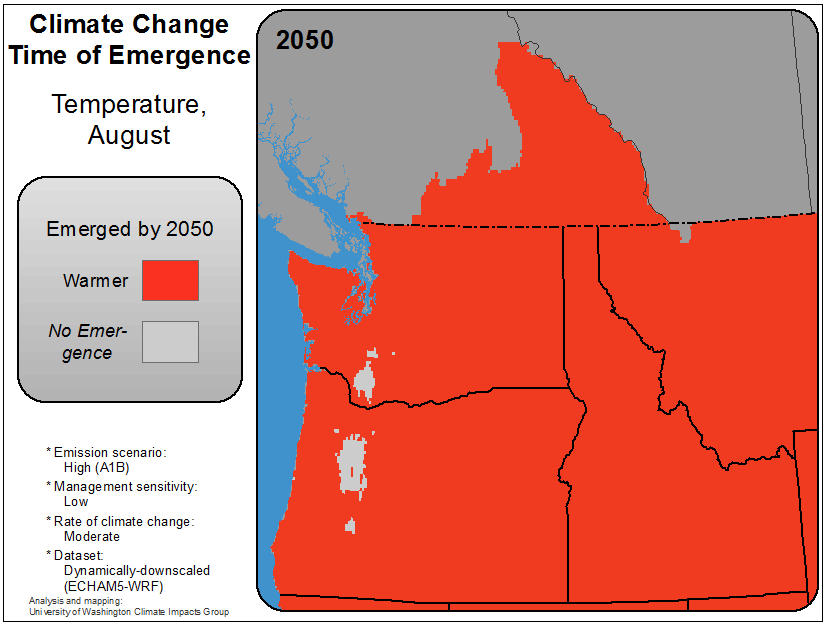 Climate Change
Time of Emergence
Temperature,
August
2050
Emerged by 2050
Warmer
No Emer-
gence
* Emission scenario:
High (A1B)
* Management sensitivity:
Low
* Rate of climate change:
Moderate
* Dataset:
Dynamically-downscaled
(ECHAM5-WRF)
Analysis and mapping:
University of Washington Climate Impacts Group